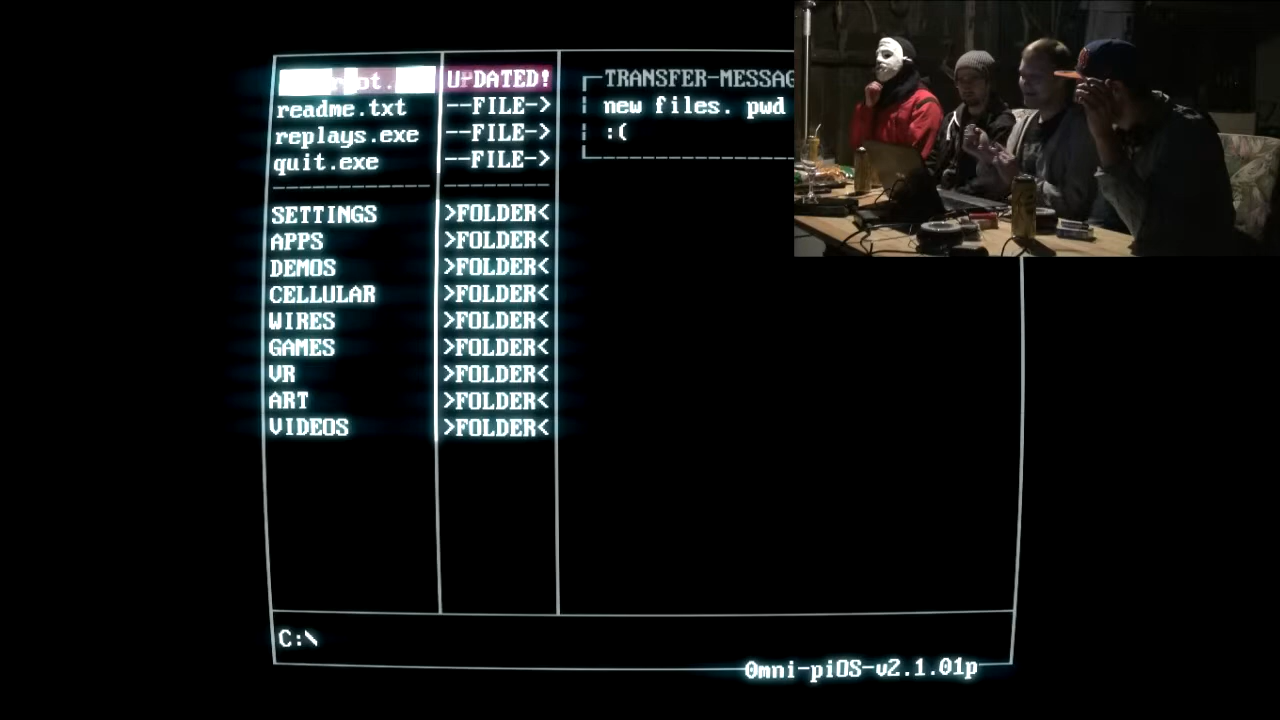 UPDATED!
readme.txt --FILE->
replays.exe --FILE->
quit.exe --FILE->
SETTINGS >FOLDER<
APPS >FOLDER<
DEMOS >FOLDER<
CELLULAR >FOLDER<
WIRES >FOLDER<
GAMES >FOLDER<
VR >FOLDER<
ART >FOLDER<
VIDEOS >FOLDER<
TRANSFER-MESSAG
new files. pwd
:(
C:\
0mni-piOS-v2.1.01p